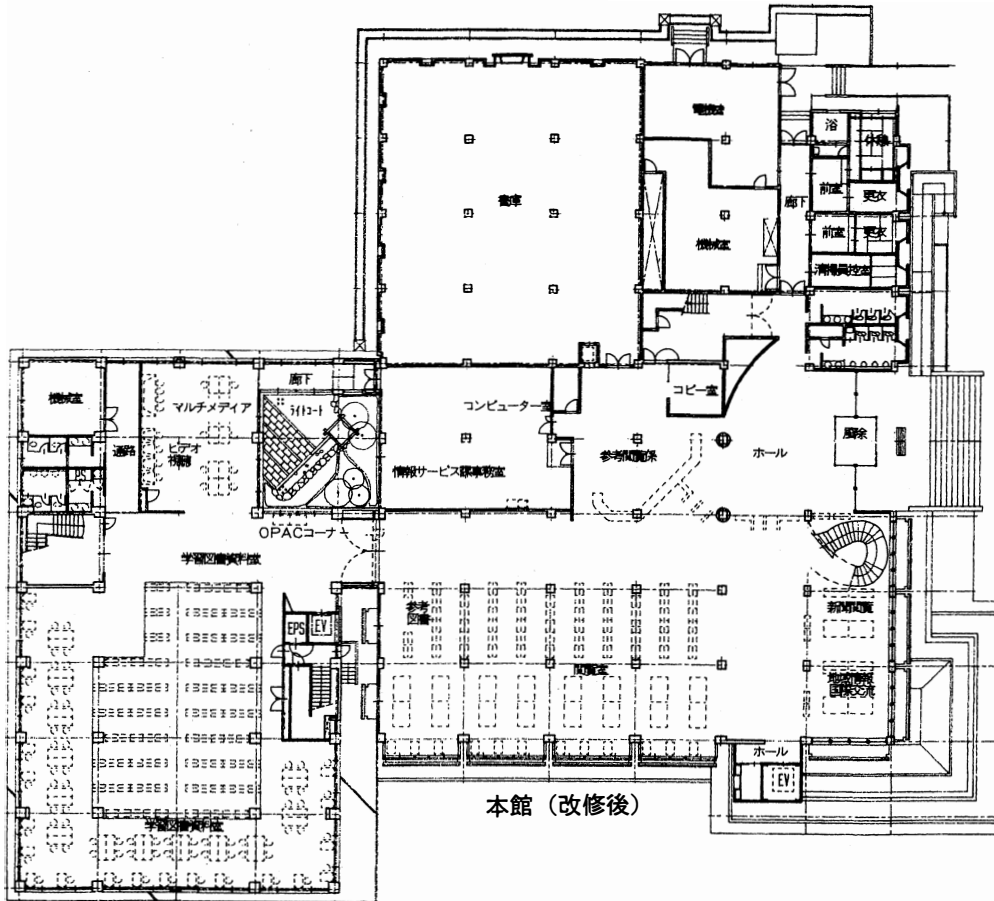 電検室
浴
休憩
前室
更衣
書庫
廊下
機械室
前室
更衣
清掃員控室
機械室
廊下
マルチメディア
ライトコート
コンピューター室
コピー室
通路
ビデオ
視聴
情報サービス課事務室
参考閲覧係
ホール
風除
OPACコーナー
学習図書資料室
EPS
EV
参考
図書
新聞閲覧
閲覧室
地域情報
国際交流
ホール
EV
本館（改修後）
学習図書資料室